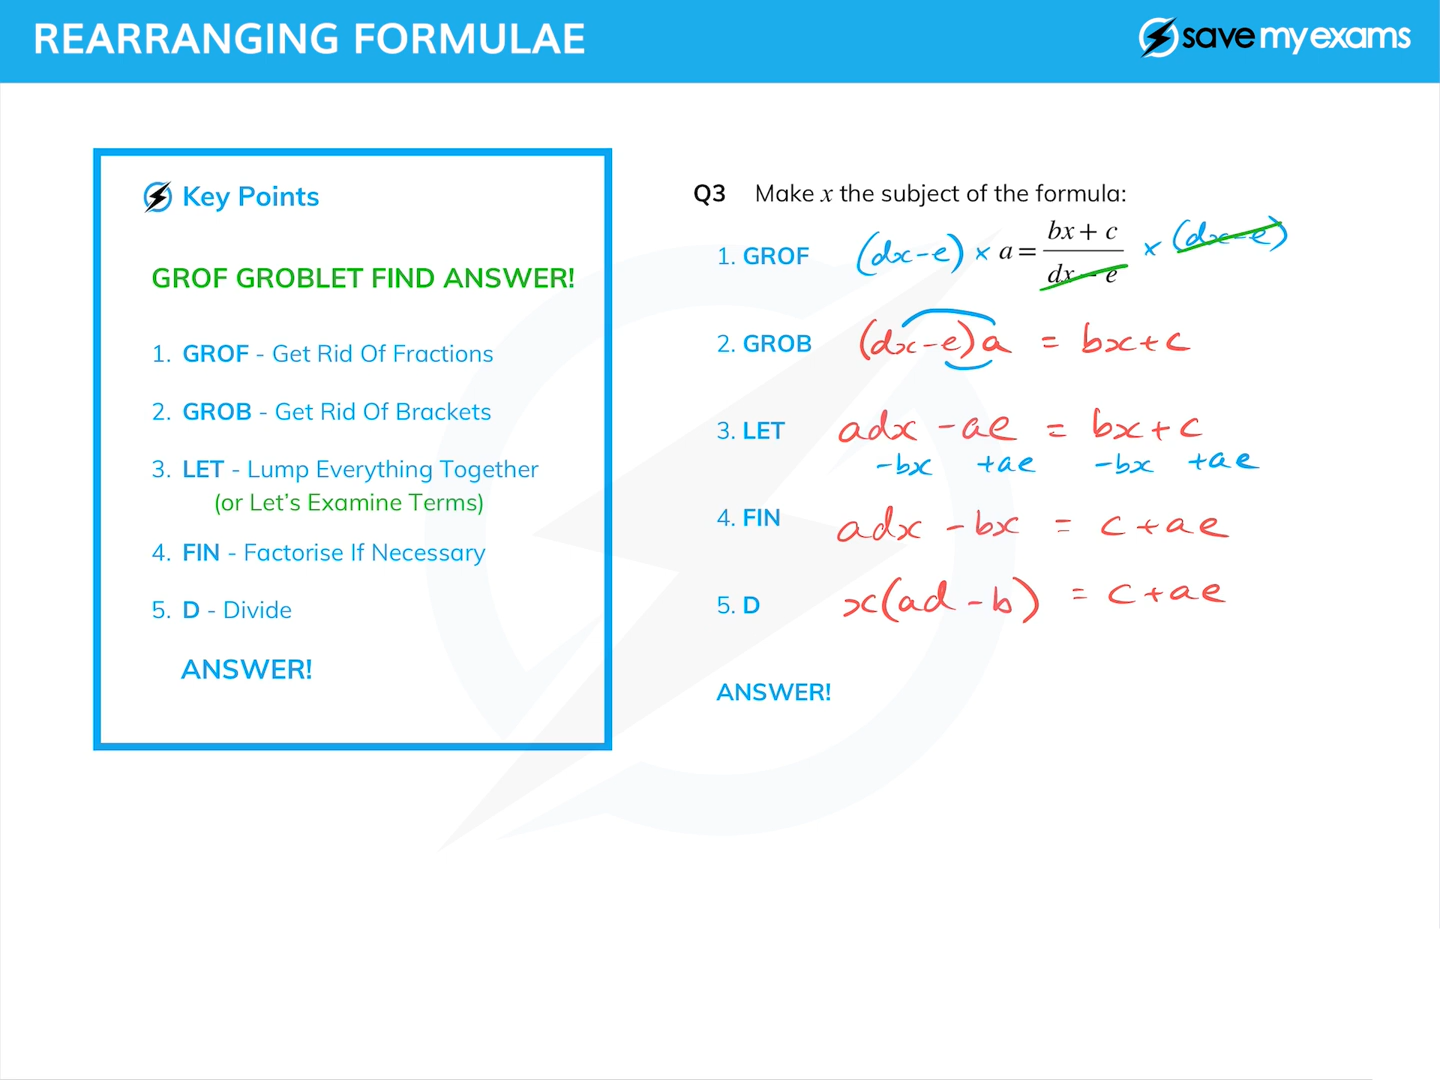 REARRANGING FORMULAE
save my exams
Key Points
GROF GROBLET FIND ANSWER!
1. GROF - Get Rid Of Fractions
2. GROB - Get Rid Of Brackets
3. LET - Lump Everything Together
(or Let's Examine Terms)
4. FIN - Factorise If Necessary
5. D - Divide
ANSWER!
Q3 Make x the subject of the formula:
1. GROF (dx-e) × a = (bx + c)/(dx - e) × (dx-e)
2. GROB (dx-e)a = bx+c
3. LET adx - ae = bx+c
-bx +ae -bx +ae
4. FIN adx - bx = c+ae
5. D x(ad - b) = c+ae
ANSWER!